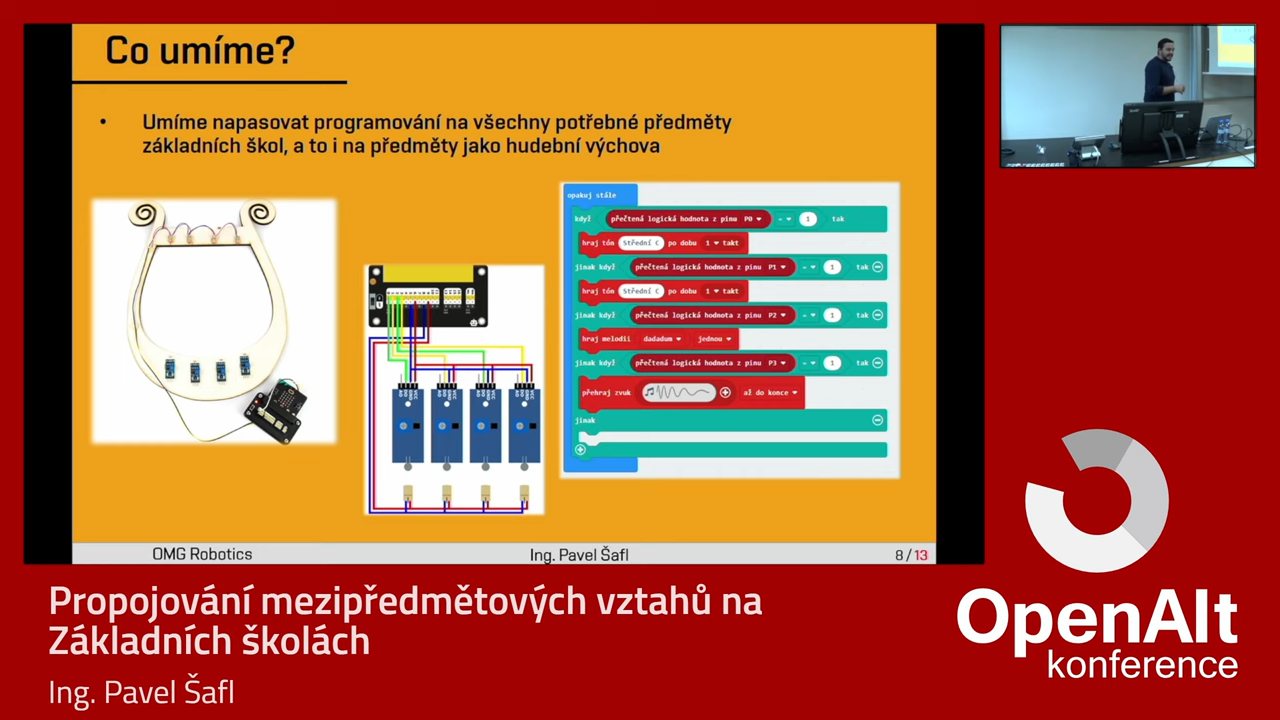 Co umíme?
• Umíme napasovat programování na všechny potřebné předměty
základních škol, a to i na předměty jako hudební výchova
opakuj stále
když přečtená logická hodnota z pinu P0 = 1 tak
hraj tón Střední C po dobu 1 takt
jinak když přečtená logická hodnota z pinu P1 = 1 tak
hraj tón Střední C po dobu 1 takt
jinak když přečtená logická hodnota z pinu P2 = 1 tak
hraj melodii dadadum jednou
jinak když přečtená logická hodnota z pinu P3 = 1 tak
přehraj zvuk až do konce
jinak
OMG Robotics
Ing. Pavel Šafl
8/13
Propojování mezipředmětových vztahů na
Základních školách
Ing. Pavel Šafl
OpenAlt
konference